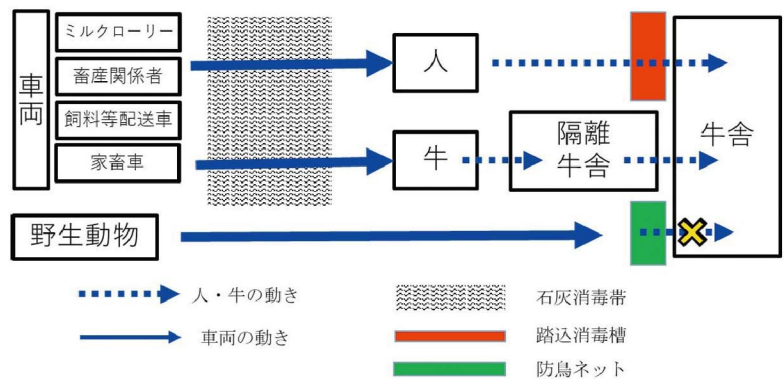 車両
ミルクローリー
畜産関係者
飼料等配送車
家畜車
人
牛
隔離
牛舎
牛舎
野生動物
人・牛の動き
車両の動き
石灰消毒帯
踏込消毒槽
防鳥ネット